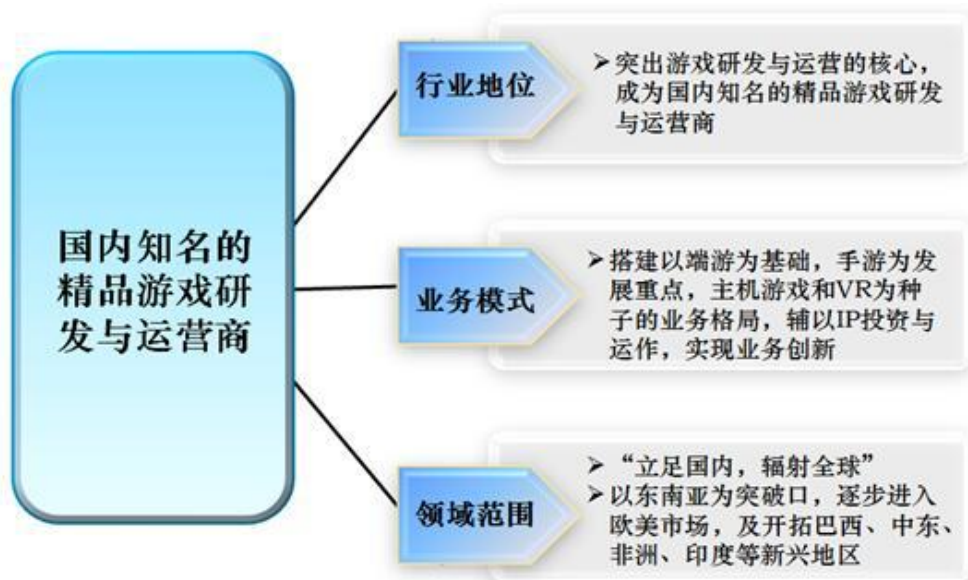 国内知名的
精品游戏研
发与运营商
行业地位
➢突出游戏研发与运营的核心，
成为国内知名的精品游戏研发
与运营商
业务模式
➢搭建以端游为基础，手游为发
展重点，主机游戏和VR为种
子的业务格局，辅以IP投资与
运作，实现业务创新
领域范围
➢“立足国内，辐射全球”
➢以东南亚为突破口，逐步进入
欧美市场，及开拓巴西、中东、
非洲、印度等新兴地区